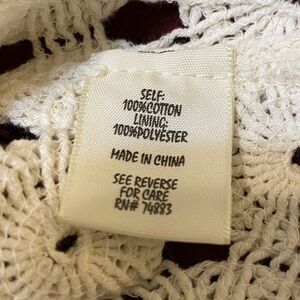 SELF:
100%COTTON
LINING:
100%POLYESTER
MADE IN CHINA
SEE REVERSE
FOR CARE
RN# 74883